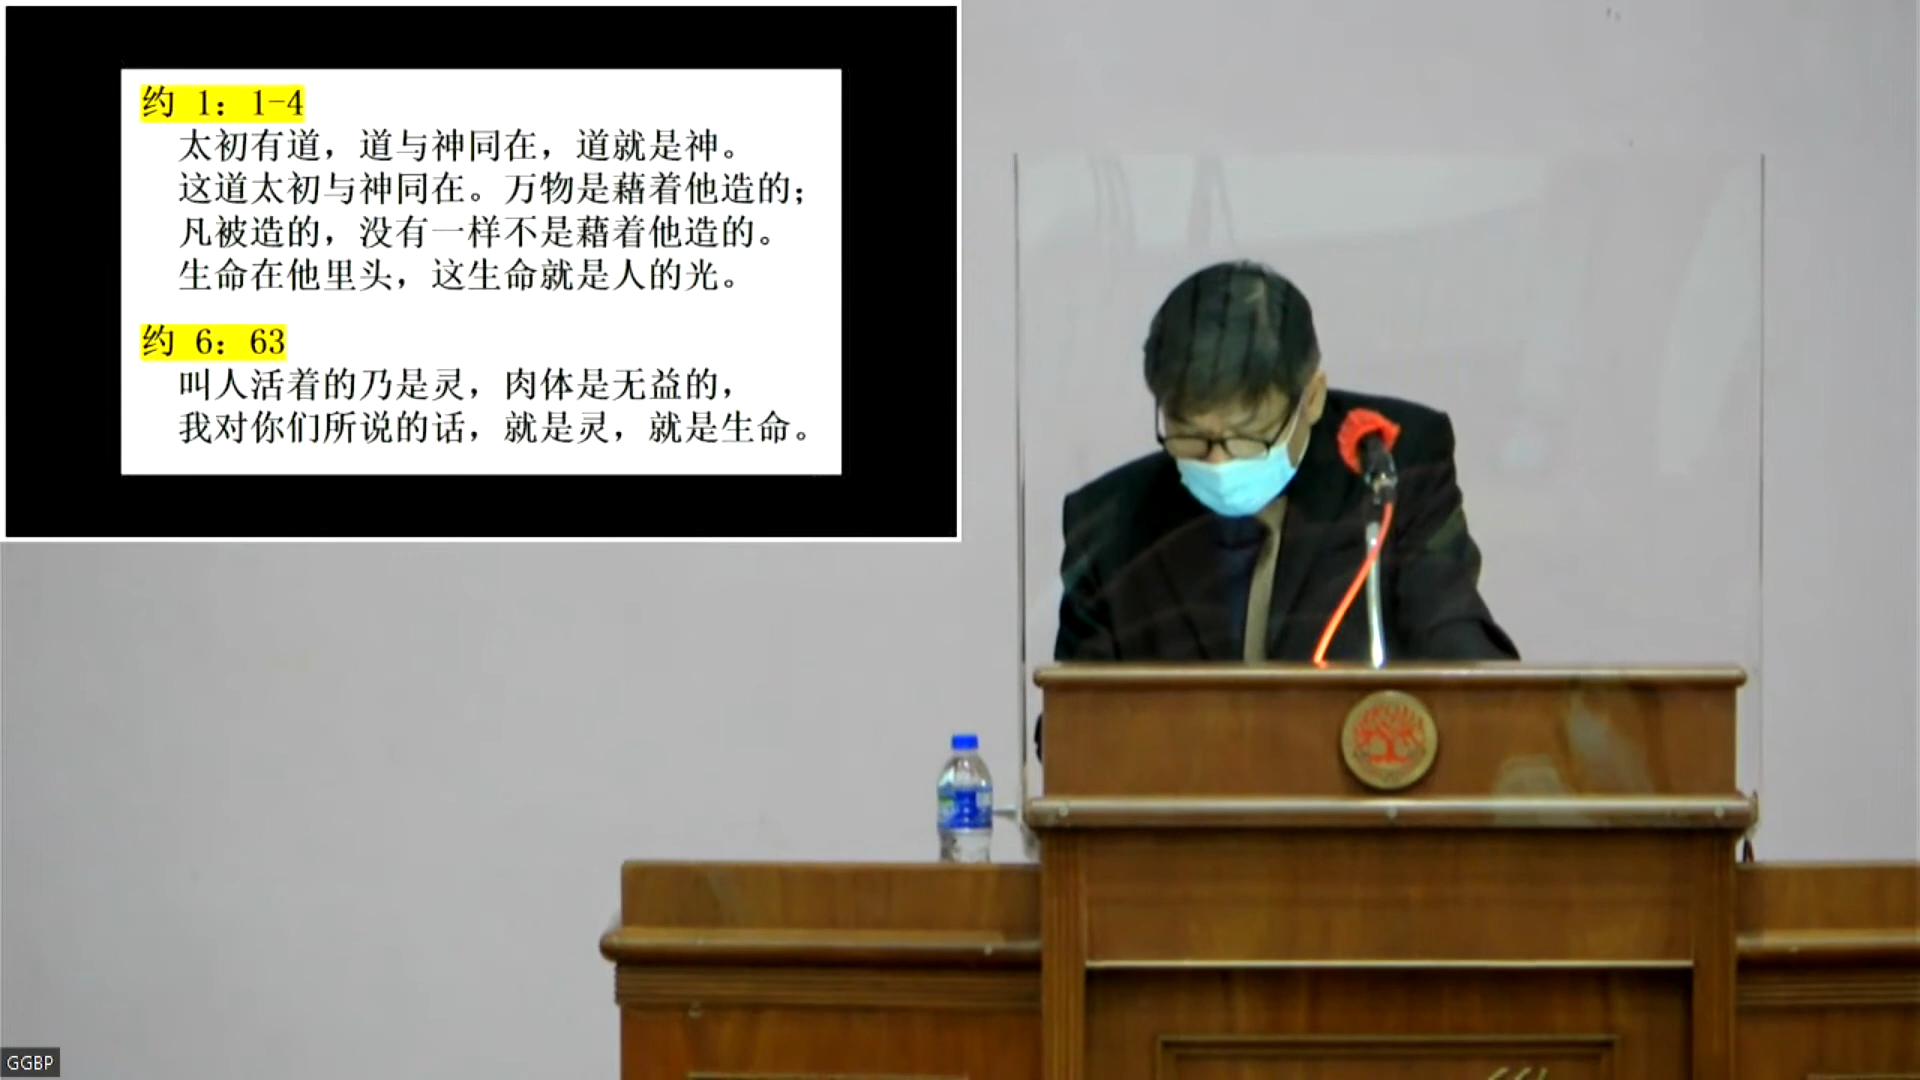 约 1：1-4
太初有道，道与神同在，道就是神。
这道太初与神同在。万物是藉着他造的；
凡被造的，没有一样不是藉着他造的。
生命在他里头，这生命就是人的光。
约 6：63
叫人活着的乃是灵，肉体是无益的，
我对你们所说的话，就是灵，就是生命。
GGBP